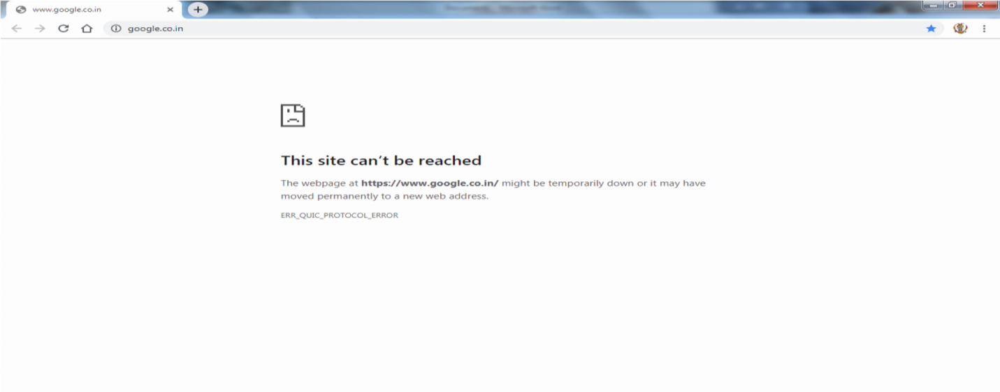 www.google.co.in
google.co.in
This site can't be reached
The webpage at https://www.google.co.in/ might be temporarily down or it may have
moved permanently to a new web address.
ERR_QUIC_PROTOCOL_ERROR